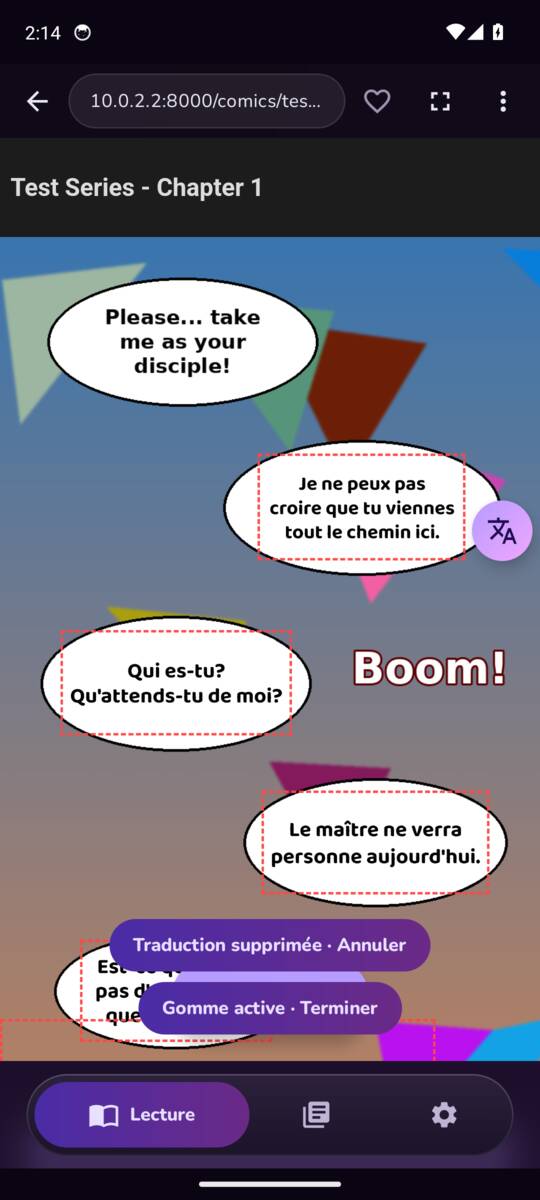 2:14
10.0.2.2:8000/comics/tes...
Test Series - Chapter 1
Please... take
me as your
disciple!
Je ne peux pas
croire que tu viennes
tout le chemin ici.
Qui es-tu?
Qu'attends-tu de moi?
Boom!
Le maître ne verra
personne aujourd'hui.
pas
Traduction supprimée · Annuler
Gomme active · Terminer
Lecture